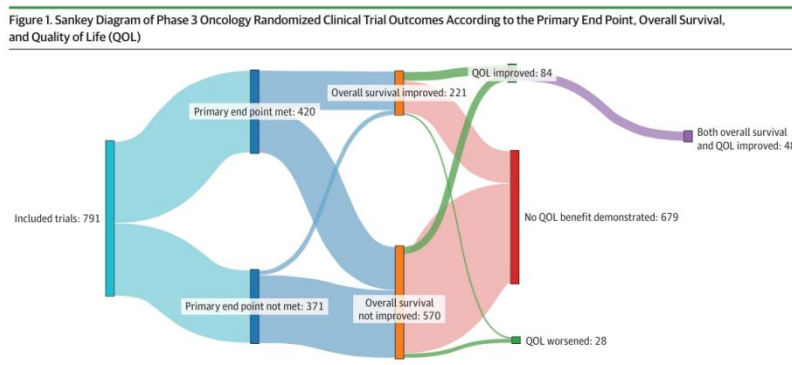 Figure 1. Sankey Diagram of Phase 3 Oncology Randomized Clinical Trial Outcomes According to the Primary End Point, Overall Survival,
and Quality of Life (QOL)
QOL improved: 84
Overall survival improved: 221
Primary end point met: 420
Both overall survival
and QOL improved: 48
Included trials: 791
No QOL benefit demonstrated: 679
Primary end point not met: 371
Overall survival
not improved: 570
QOL worsened: 28